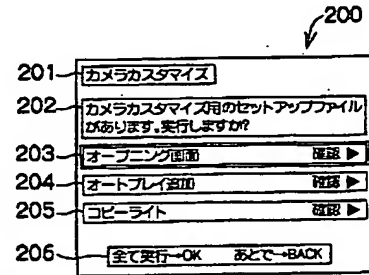 200
201 カメラカスタマイズ
202 カメラカスタマイズ用のセットアップファイル
があります。実行しますか?
203 オープニング画面 確認 ▶
204 オートプレイ追加 確認 ▶
205 コピーライト 確認 ▶
206 全て実行→OK あとで→BACK